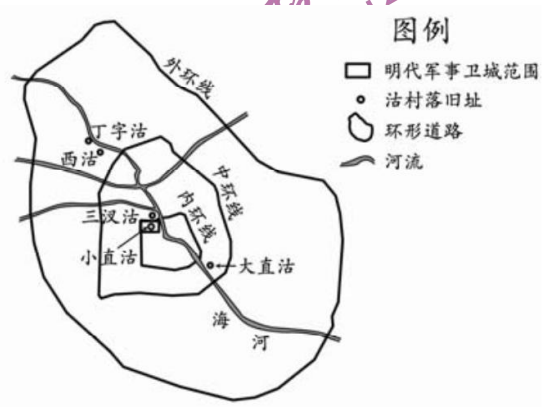 图例
明代军事卫城范围
沽村落旧址
环形道路
河流
外环线
丁字沽
西沽
中环线
内环线
三汊沽
小直沽
大直沽
海河